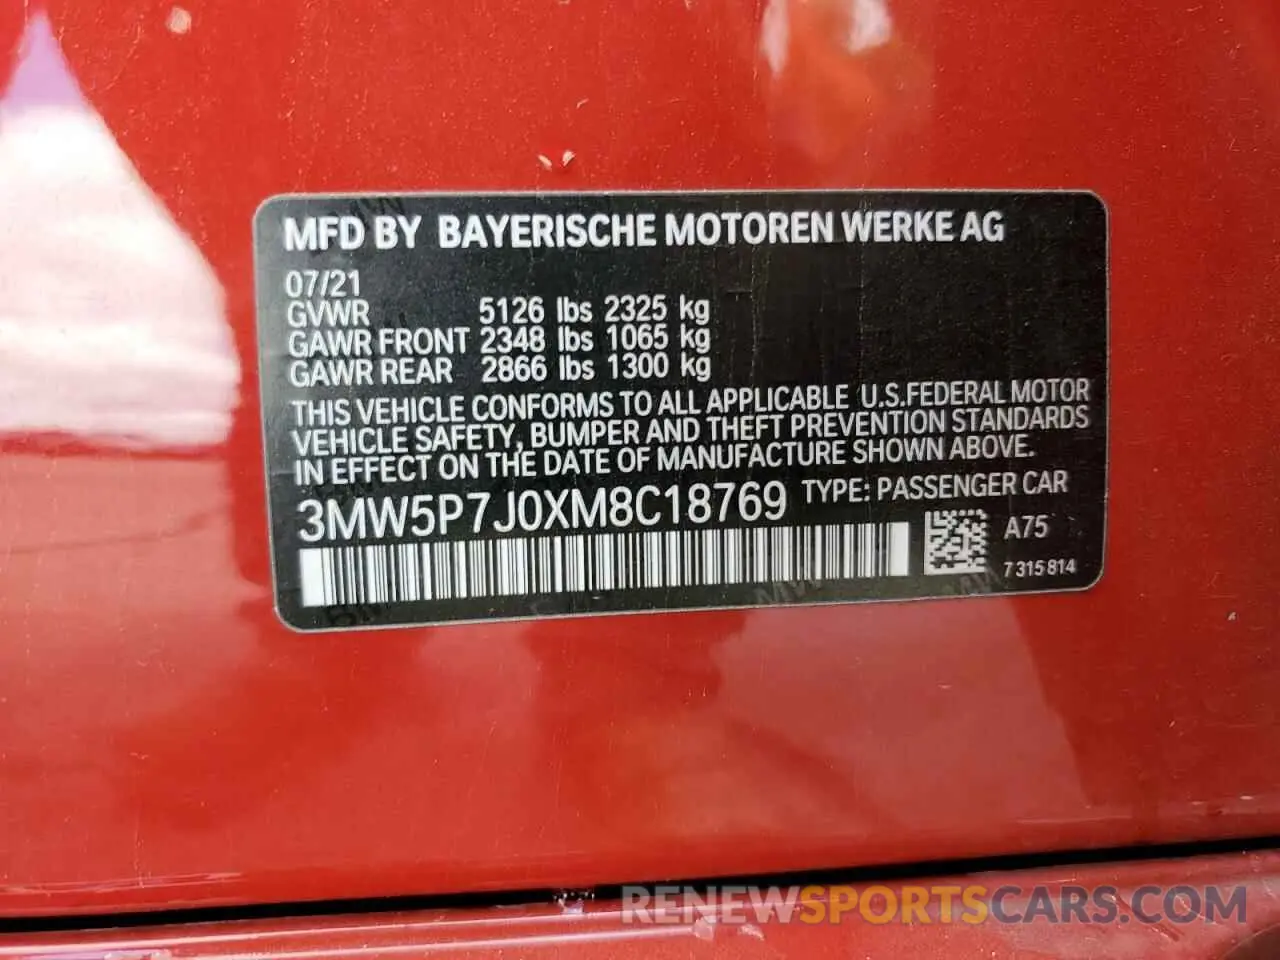 MFD BY BAYERISCHE MOTOREN WERKE AG
07/21
GVWR 5126 lbs 2325 kg
GAWR FRONT 2348 lbs 1065 kg
GAWR REAR 2866 lbs 1300 kg
THIS VEHICLE CONFORMS TO ALL APPLICABLE U.S.FEDERAL MOTOR
VEHICLE SAFETY, BUMPER AND THEFT PREVENTION STANDARDS
IN EFFECT ON THE DATE OF MANUFACTURE SHOWN ABOVE.
3MW5P7J0XM8C18769 TYPE: PASSENGER CAR
A75
7 315 814
RENEWSPORTSCARS.COM